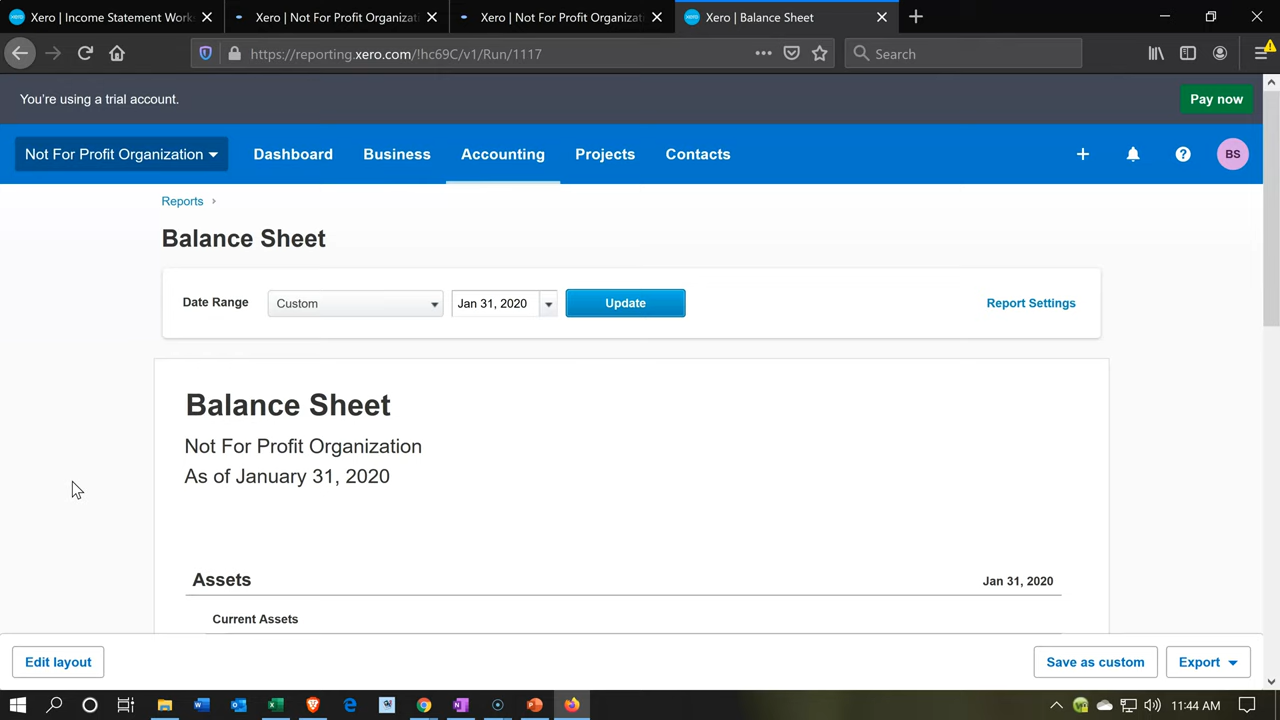 xero
Xero | Income Statement Works
Xero | Not For Profit Organizati
Xero | Not For Profit Organizat
xero
Xero | Balance Sheet
https://reporting.xero.com/!hc69C/v1/Run/1117
Search
You're using a trial account.
Pay now
Not For Profit Organization
Dashboard
Business
Accounting
Projects
Contacts
BS
Reports
Balance Sheet
Date Range
Custom
Jan 31, 2020
Update
Report Settings
Balance Sheet
Not For Profit Organization
As of January 31, 2020
Assets
Jan 31, 2020
Current Assets
Edit layout
Save as custom
Export
11:44 AM